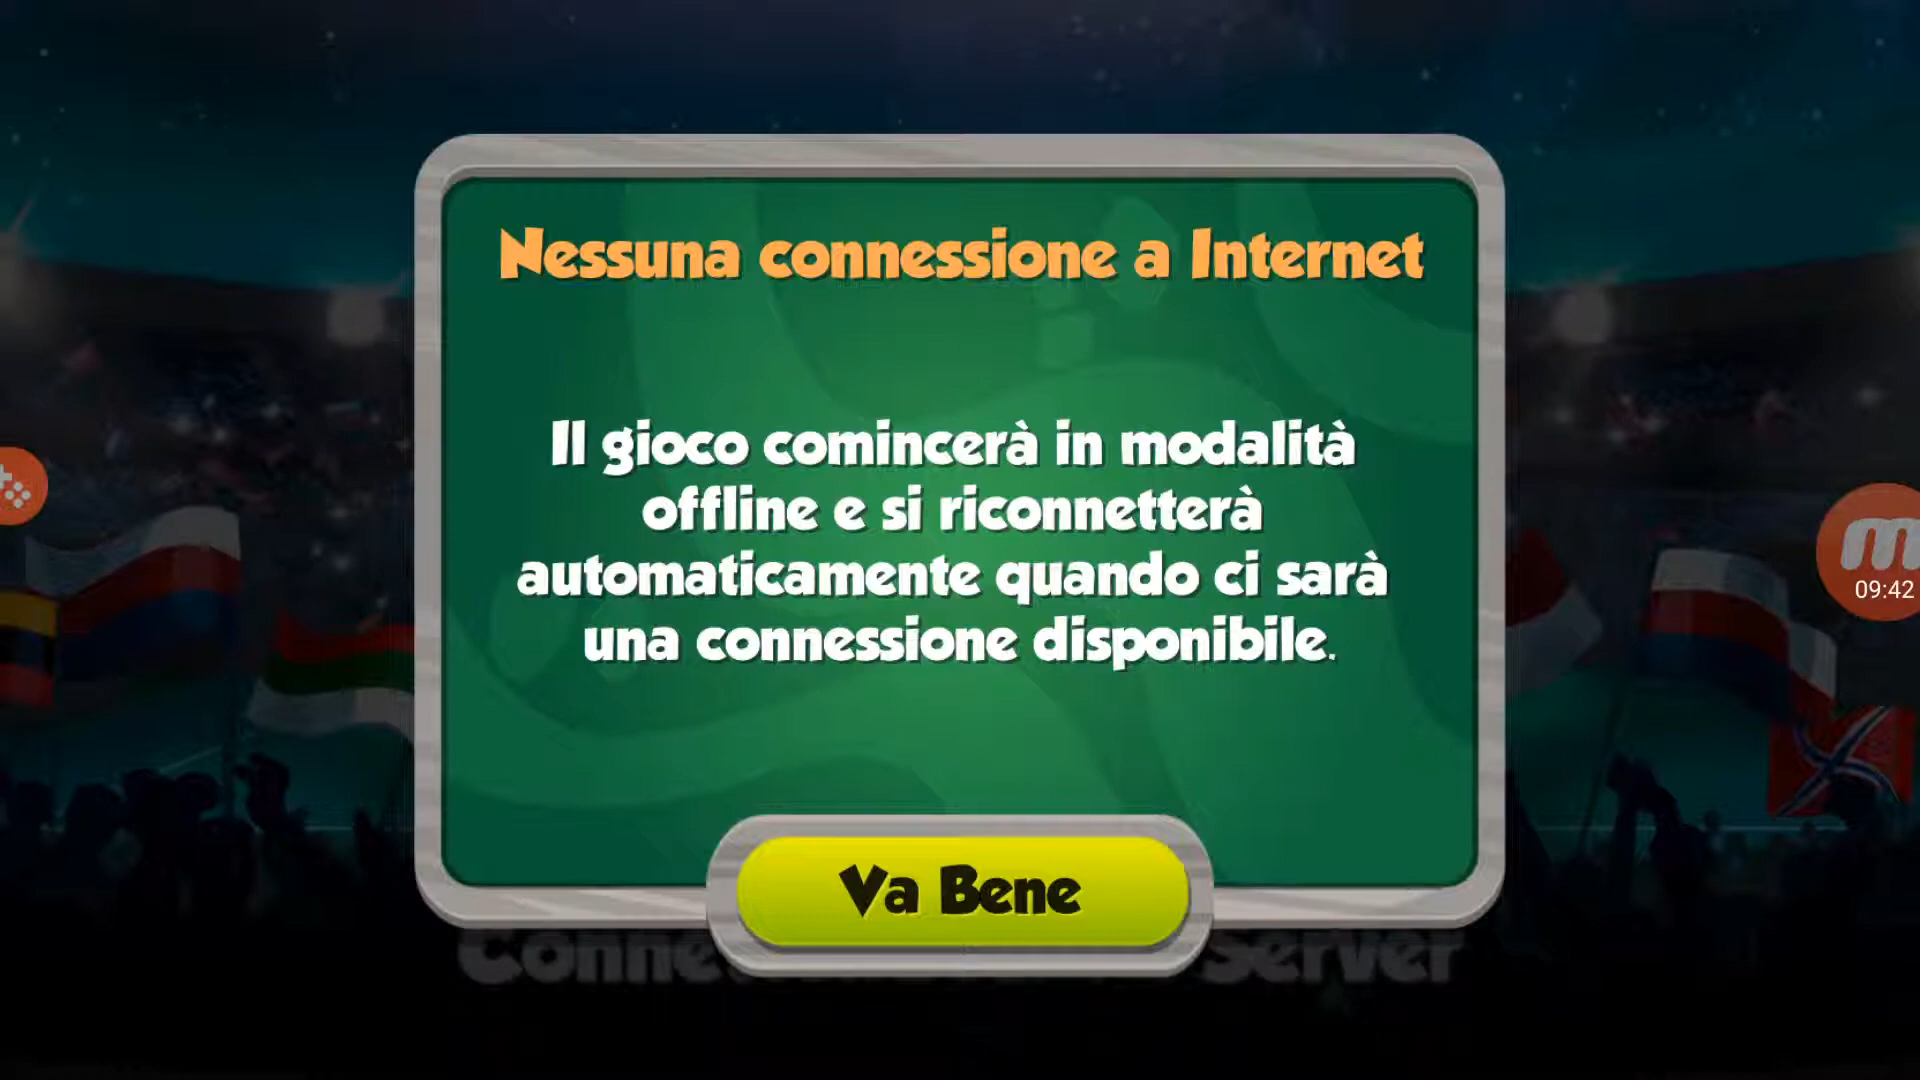 Nessuna connessione a Internet
Il gioco comincerà in modalità
offline e si riconnetterà
automaticamente quando ci sarà
una connessione disponibile.
m
09:42
Va Bene
Server